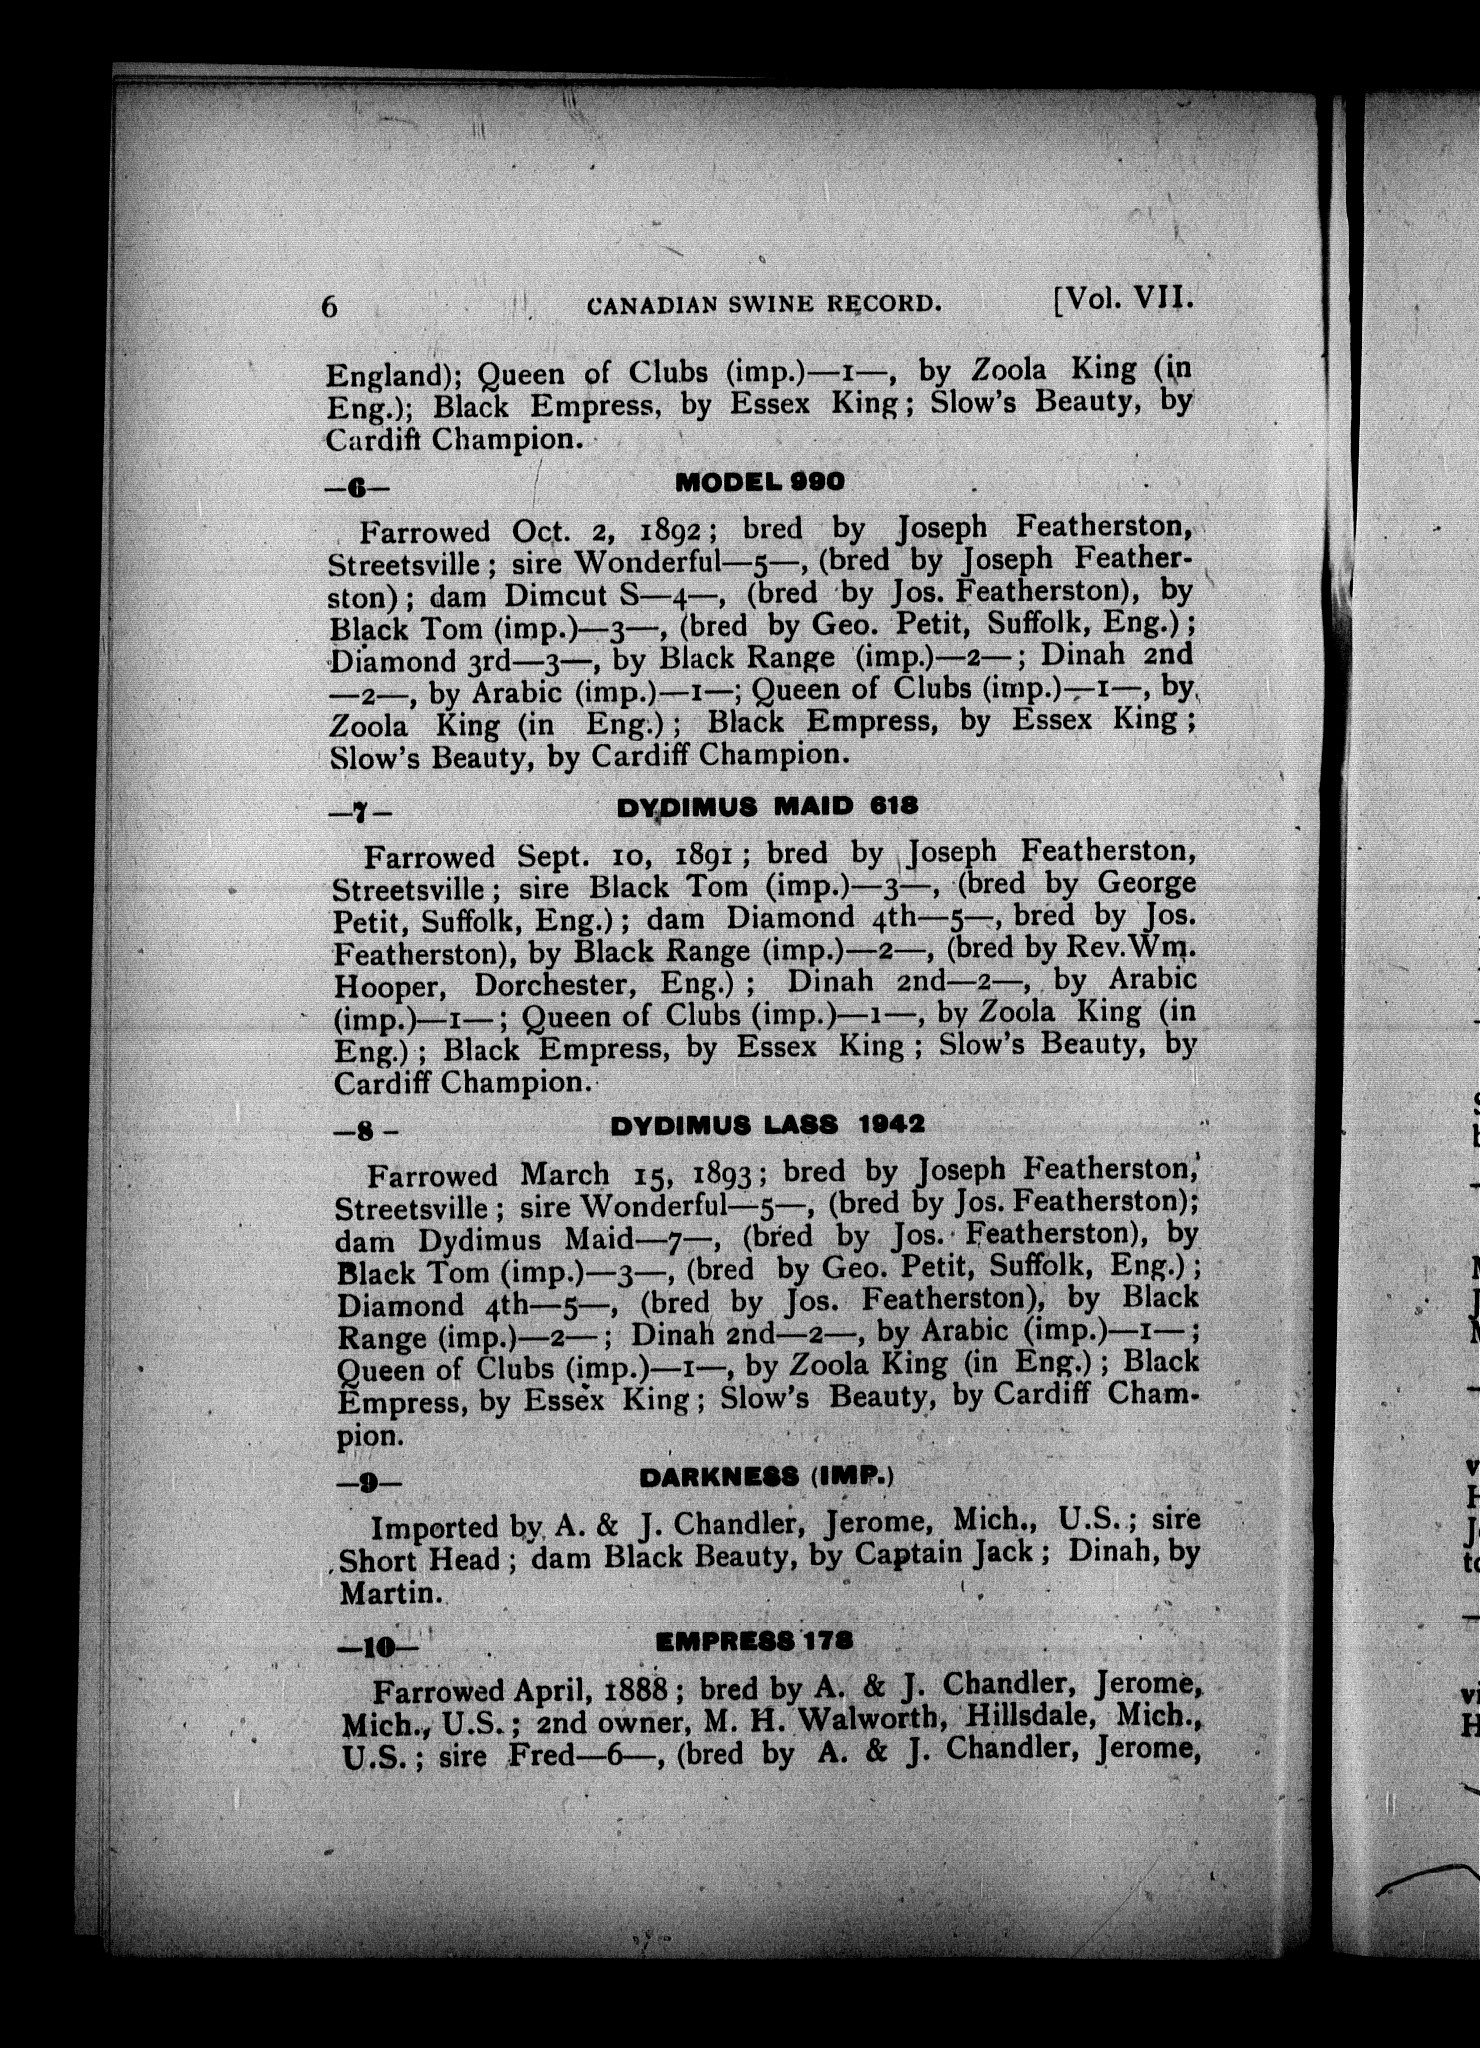 6 CANADIAN SWINE RECORD. [Vol. VII.
England); Queen of Clubs (imp.)—1—, by Zoola King (in
Eng.); Black Empress, by Essex King; Slow's Beauty, by
Cardiff Champion.
—6— MODEL 990
Farrowed Oct. 2, 1892; bred by Joseph Featherston,
Streetsville; sire Wonderful—5—, (bred by Joseph Feather-
ston); dam Dimcut S—4—, (bred by Jos. Featherston), by
Black Tom (imp.)—3—, (bred by Geo. Petit, Suffolk, Eng.);
Diamond 3rd—3—, by Black Range (imp.)—2—; Dinah 2nd
—2—, by Arabic (imp.)—1—; Queen of Clubs (imp.)—1—, by
Zoola King (in Eng.); Black Empress, by Essex King;
Slow's Beauty, by Cardiff Champion.
—7— DYDIMUS MAID 618
Farrowed Sept. 10, 1891; bred by Joseph Featherston,
Streetsville; sire Black Tom (imp.)—3—, (bred by George
Petit, Suffolk, Eng.); dam Diamond 4th—5—, bred by Jos.
Featherston), by Black Range (imp.)—2—, (bred by Rev. Wm.
Hooper, Dorchester, Eng.); Dinah 2nd—2—, by Arabic
(imp.)—1—; Queen of Clubs (imp.)—1—, by Zoola King (in
Eng.); Black Empress, by Essex King; Slow's Beauty, by
Cardiff Champion.
—8— DYDIMUS LASS 1942
Farrowed March 15, 1893; bred by Joseph Featherston,
Streetsville; sire Wonderful—5—, (bred by Jos. Featherston);
dam Dydimus Maid—7—, (bred by Jos. Featherston), by
Black Tom (imp.)—3—, (bred by Geo. Petit, Suffolk, Eng.);
Diamond 4th—5—, (bred by Jos. Featherston), by Black
Range (imp.)—2—; Dinah 2nd—2—, by Arabic (imp.)—1—;
Queen of Clubs (imp.)—1—, by Zoola King (in Eng.); Black
Empress, by Essex King; Slow's Beauty, by Cardiff Cham-
pion.
—9— DARKNESS (IMP.)
Imported by A. & J. Chandler, Jerome, Mich., U.S.; sire
Short Head; dam Black Beauty, by Captain Jack; Dinah, by
Martin.
—10— EMPRESS 178
Farrowed April, 1888; bred by A. & J. Chandler, Jerome,
Mich., U.S.; 2nd owner, M. H. Walworth, Hillsdale, Mich.,
U.S.; sire Fred—6—, (bred by A. & J. Chandler, Jerome,